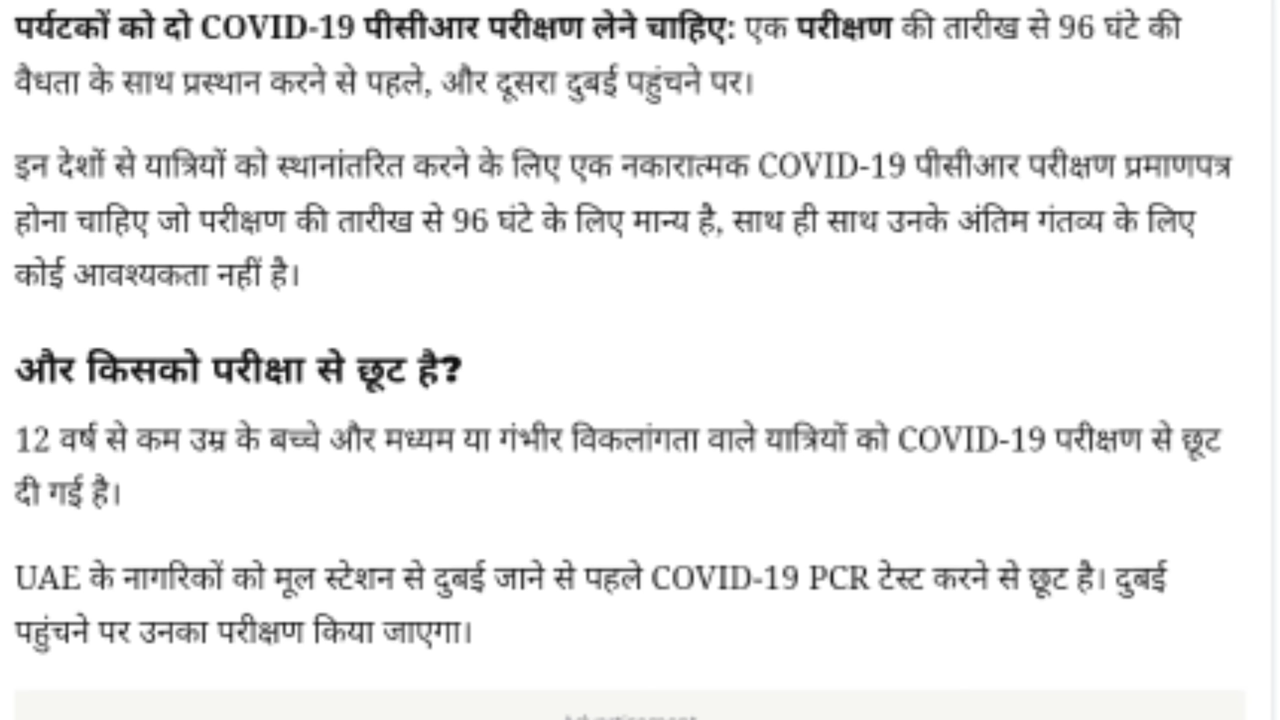 पर्यटकों को दो COVID-19 पीसीआर परीक्षण लेने चाहिए: एक परीक्षण की तारीख से 96 घंटे की
वैधता के साथ प्रस्थान करने से पहले, और दूसरा दुबई पहुंचने पर।
इन देशों से यात्रियों को स्थानांतरित करने के लिए एक नकारात्मक COVID-19 पीसीआर परीक्षण प्रमाणपत्र
होना चाहिए जो परीक्षण की तारीख से 96 घंटे के लिए मान्य है, साथ ही साथ उनके अंतिम गंतव्य के लिए
कोई आवश्यकता नहीं है।
और किसको परीक्षा से छूट है?
12 वर्ष से कम उम्र के बच्चे और मध्यम या गंभीर विकलांगता वाले यात्रियों को COVID-19 परीक्षण से छूट
दी गई है।
UAE के नागरिकों को मूल स्टेशन से दुबई जाने से पहले COVID-19 PCR टेस्ट करने से छूट है। दुबई
पहुंचने पर उनका परीक्षण किया जाएगा।